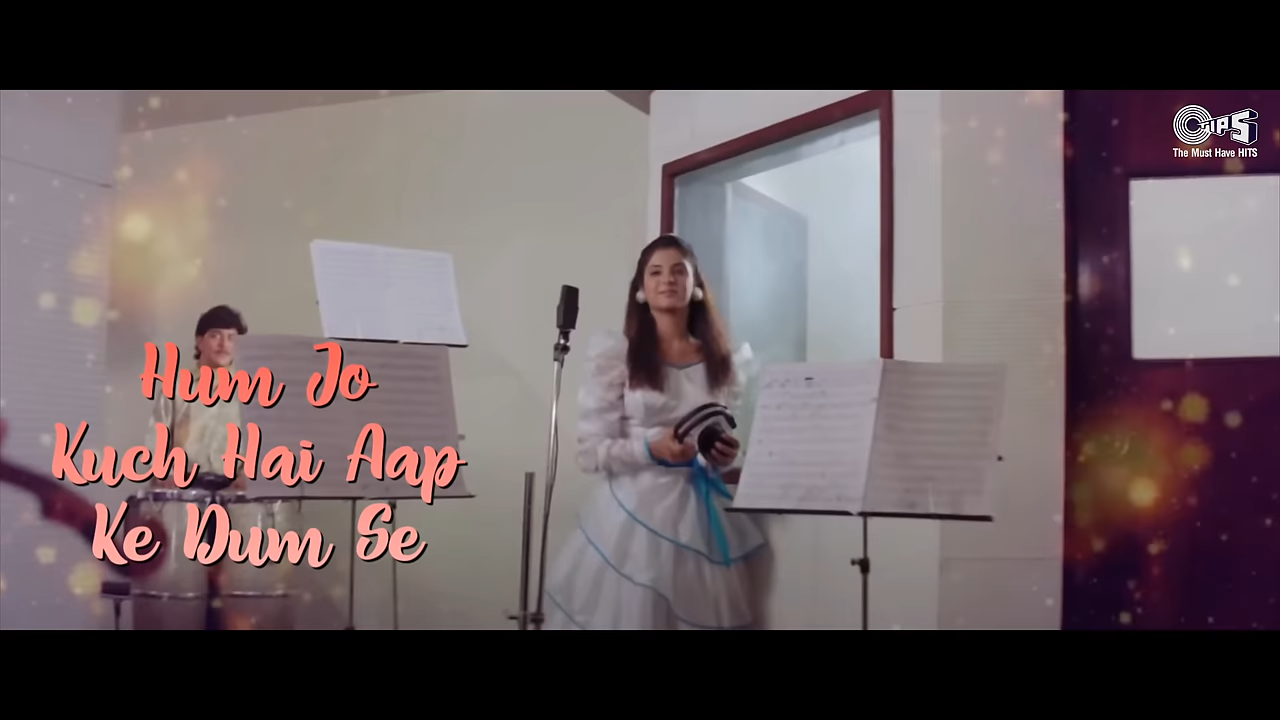 TIPS
The Must Have HITS
Hum Jo
Kuch Hai Aap
Ke Dum Se